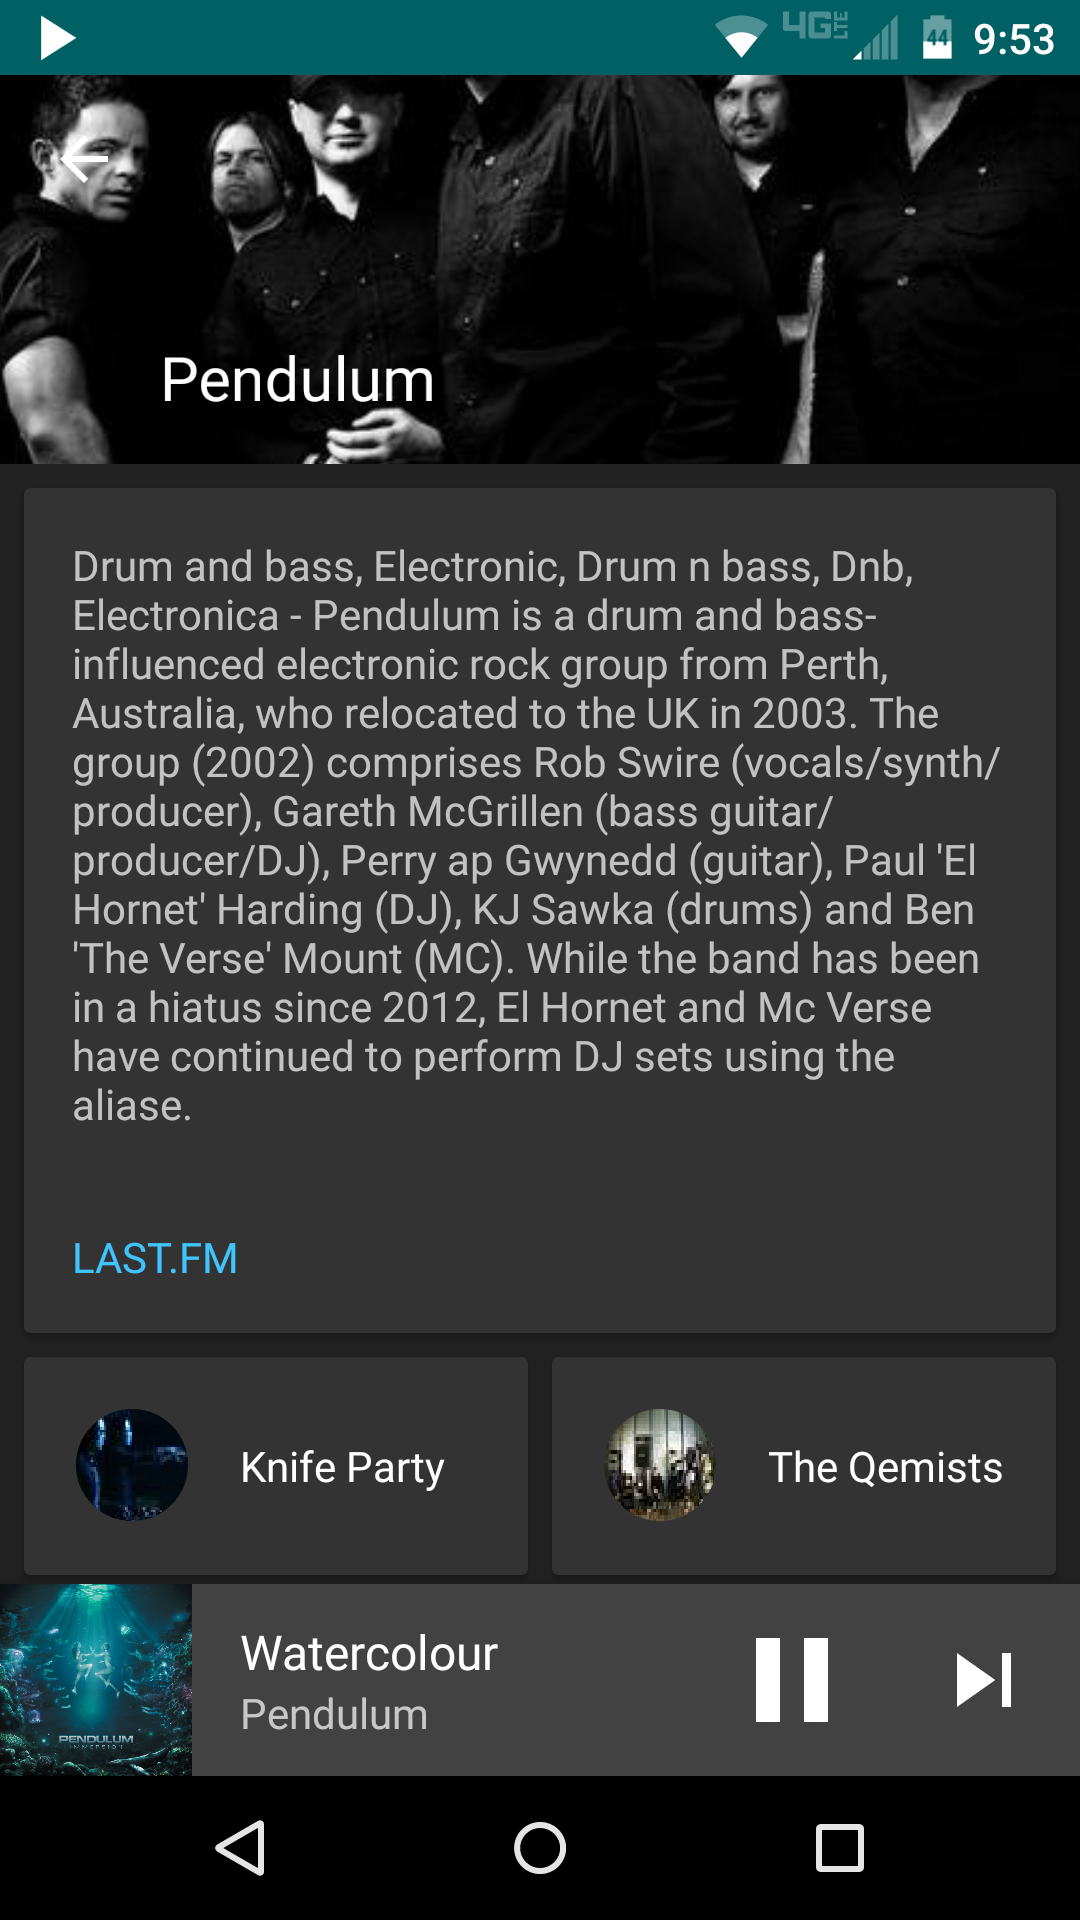 4G LTE 44 9:53
Pendulum
Drum and bass, Electronic, Drum n bass, Dnb,
Electronica - Pendulum is a drum and bass-
influenced electronic rock group from Perth,
Australia, who relocated to the UK in 2003. The
group (2002) comprises Rob Swire (vocals/synth/
producer), Gareth McGrillen (bass guitar/
producer/DJ), Perry ap Gwynedd (guitar), Paul 'El
Hornet' Harding (DJ), KJ Sawka (drums) and Ben
'The Verse' Mount (MC). While the band has been
in a hiatus since 2012, El Hornet and Mc Verse
have continued to perform DJ sets using the
aliase.
LAST.FM
Knife Party
The Qemists
PENDULUM
IMMERSION
Watercolour
Pendulum